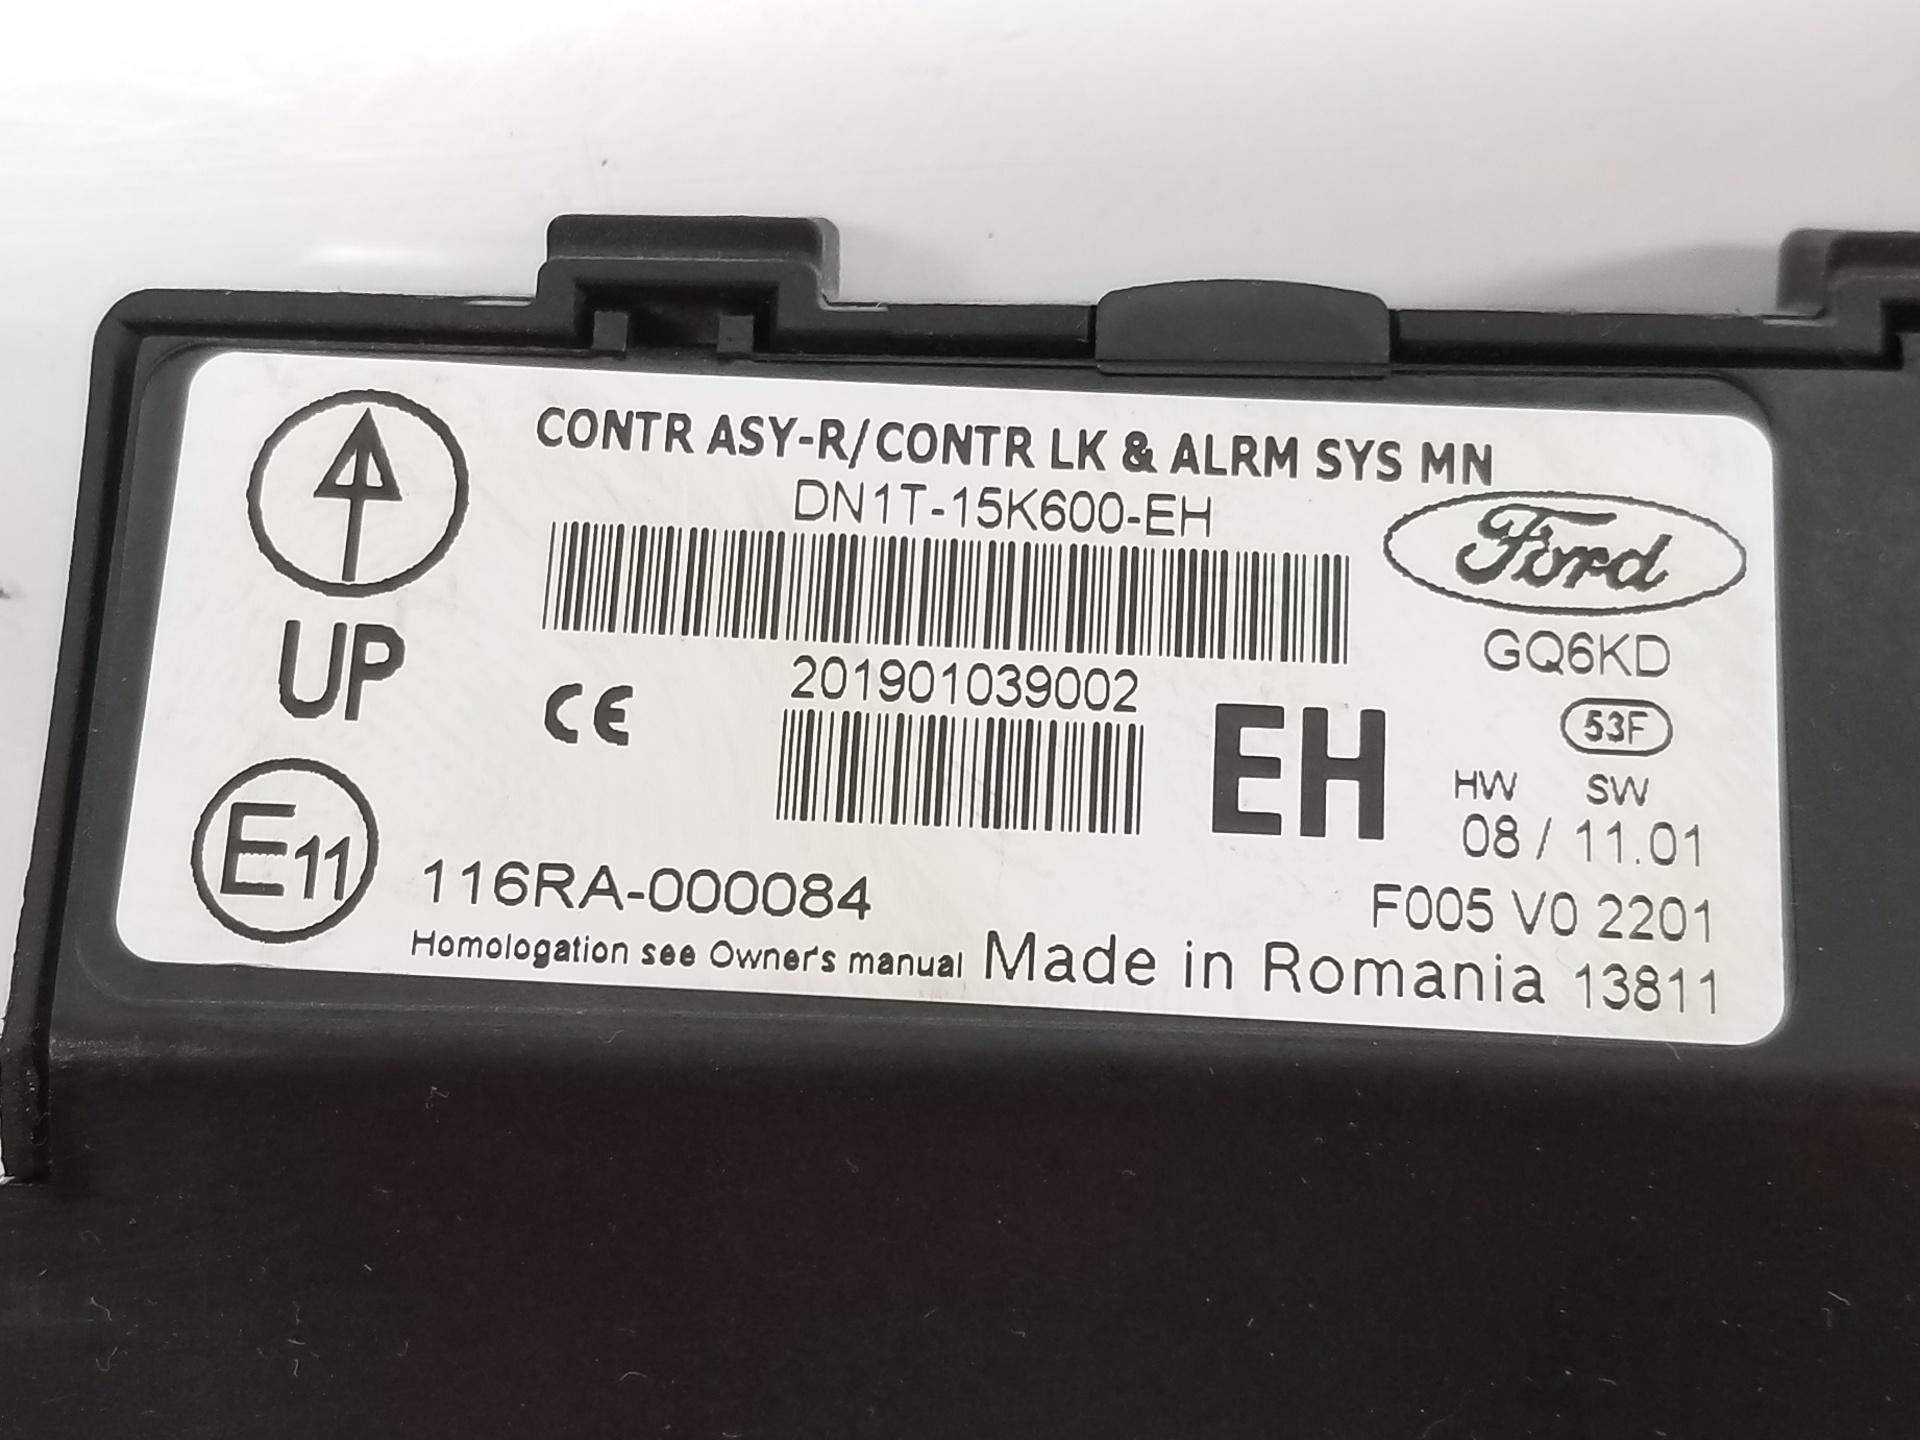 CONTR ASY-R/CONTR LK & ALRM SYS MN
DN1T-15K600-EH
Ford
UP
GQ6KD
201901039002
CE
EH
53F
HW SW
08 / 11.01
E11
116RA-000084
F005 V0 2201
Homologation see Owner's manual Made in Romania 13811